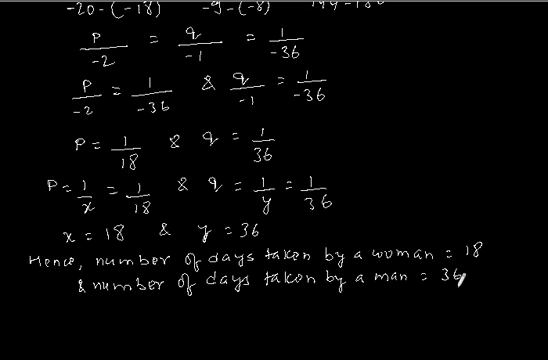 -20-(-18) -9-(-8) 144-180
P/-2 = q/-1 = 1/-36
P/-2 = 1/-36 & q/-1 = 1/-36
P = 1/18 & q = 1/36
P = 1/x = 1/18 & q = 1/y = 1/36
x = 18 & y = 36
Hence, number of days taken by a woman = 18
& number of days taken by a man = 36